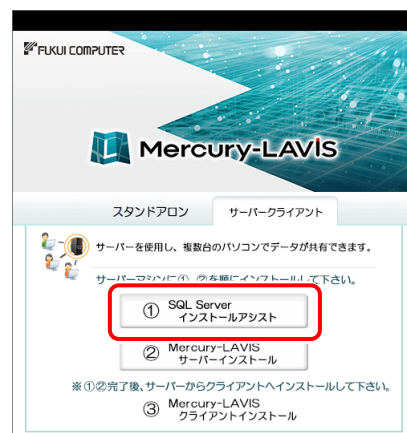 FUKUI COMPUTER
Mercury-LAVIS
スタンドアロン サーバークライアント
サーバーを使用し、複数台のパソコンでデータが共有できます。
サーバーマシンに①、②を順にインストールして下さい。
① SQL Server
インストールアシスト
② Mercury-LAVIS
サーバーインストール
※①②完了後、サーバーからクライアントへインストールして下さい。
③ Mercury-LAVIS
クライアントインストール